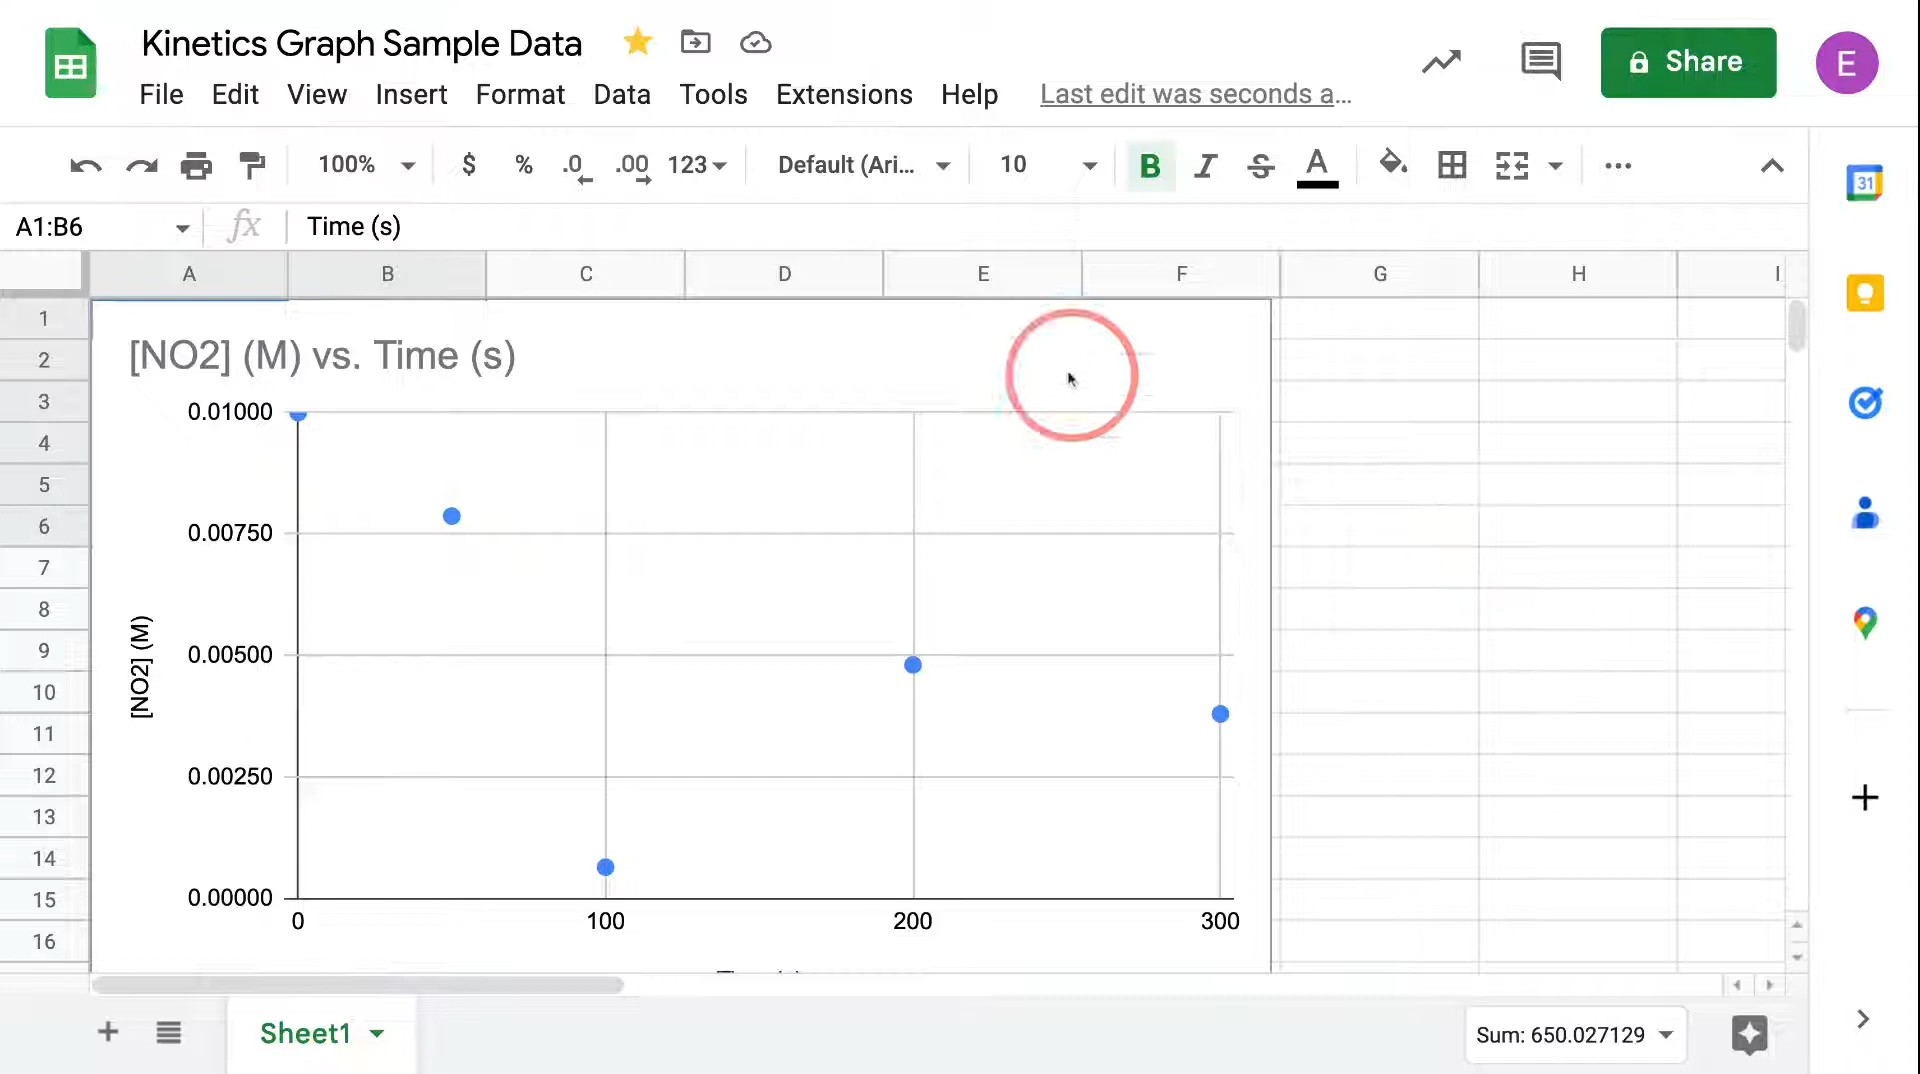 Kinetics Graph Sample Data
File Edit View Insert Format Data Tools Extensions Help Last edit was seconds a...
Share
E
100% $ % .0 .00 123 Default (Ari... 10 B I S A
31
A1:B6 fx Time (s)
A B C D E F G H I
1
2
3
4
5
6
7
8
9
10
11
12
13
14
15
16
[NO2] (M) vs. Time (s)
0.01000
0.00750
0.00500
0.00250
0.00000
[NO2] (M)
0 100 200 300
Sheet1
Sum: 650.027129